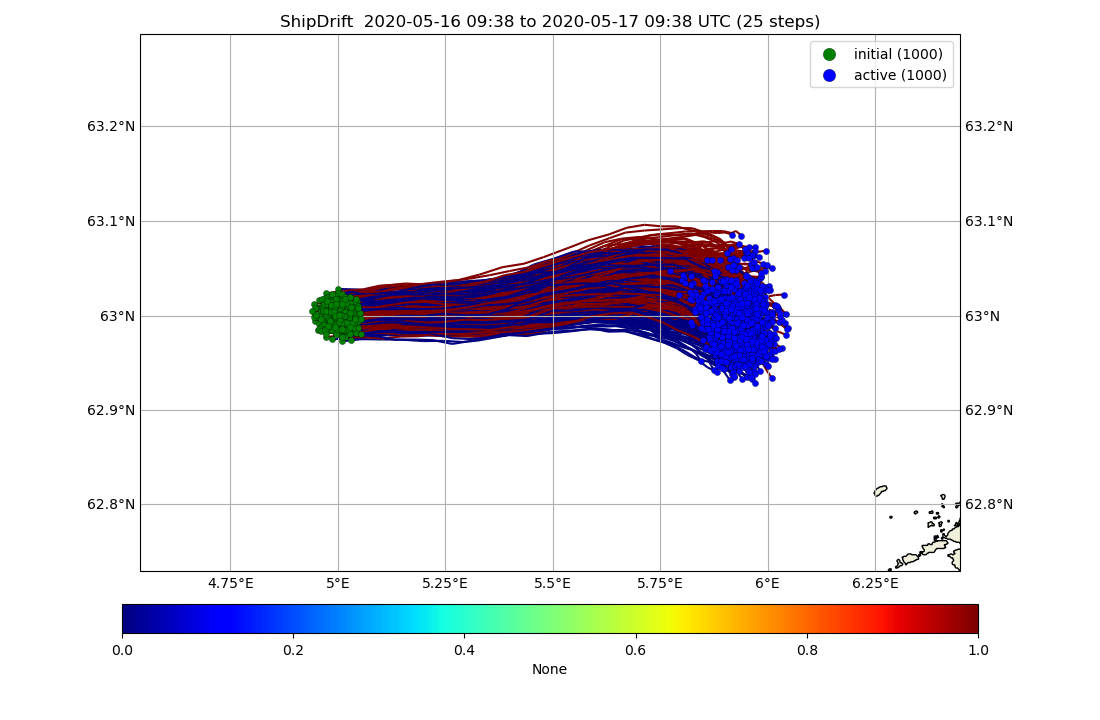 ShipDrift  2020-05-16 09:38 to 2020-05-17 09:38 UTC (25 steps)
initial (1000)
active (1000)
63.2°N 63.2°N
63.1°N 63.1°N
63°N 63°N
62.9°N 62.9°N
62.8°N 62.8°N
4.75°E 5°E 5.25°E 5.5°E 5.75°E 6°E 6.25°E
0.0 0.2 0.4 0.6 0.8 1.0
None